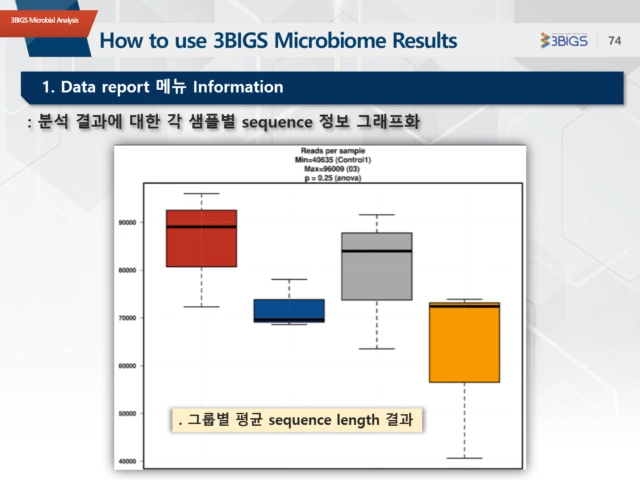 3BIGS Microbial Analysis
How to use 3BIGS Microbiome Results
3BIGS
74
1. Data report 메뉴 Information
: 분석 결과에 대한 각 샘플별 sequence 정보 그래프화
Reads per sample
Min=40635 (Control1)
Max=96009 (03)
p = 0.25 (anova)
90000
80000
70000
60000
50000
40000
. 그룹별 평균 sequence length 결과